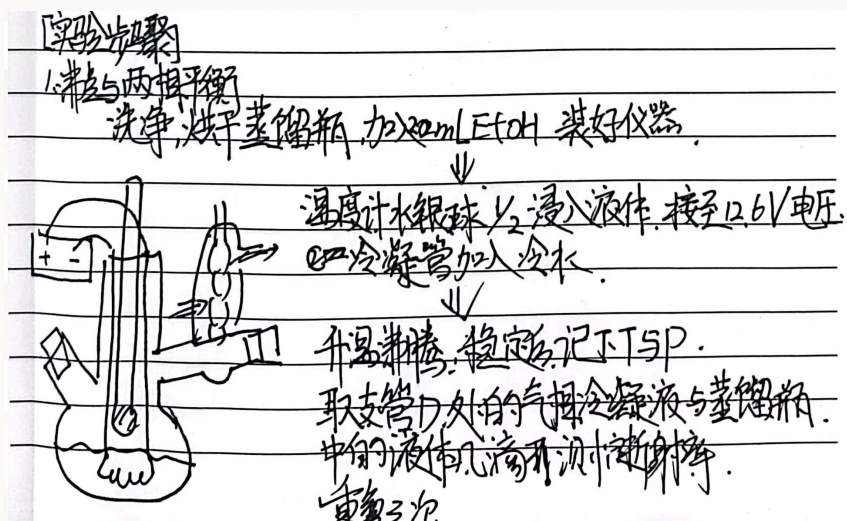 [实验步骤]
1.沸点与两相平衡
洗净,烘干蒸馏瓶,加入20mL EtOH 装好仪器.
⇓
温度计水银球 1/2 浸入液体.接至12.6V电压.
冷凝管加入冷水.
⇓
+ -
升温沸腾,稳定后,记下T与P.
取支管D处的气相冷凝液与蒸馏瓶.
中的液体几滴 测折射率.
重复3次